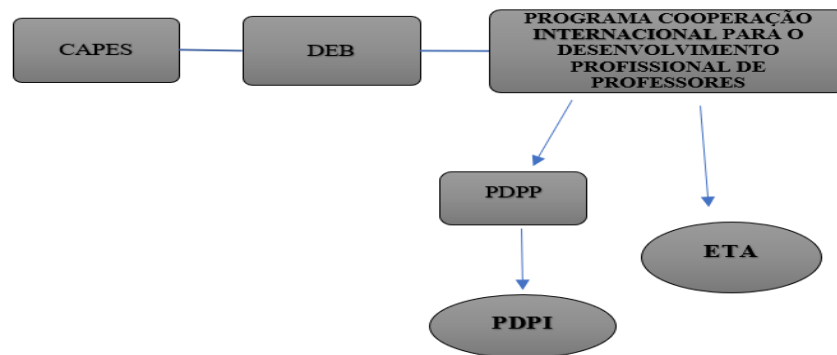 CAPES
DEB
PROGRAMA COOPERAÇÃO
INTERNACIONAL PARA O
DESENVOLVIMENTO
PROFISSIONAL DE
PROFESSORES
PDPP
ETA
PDPI